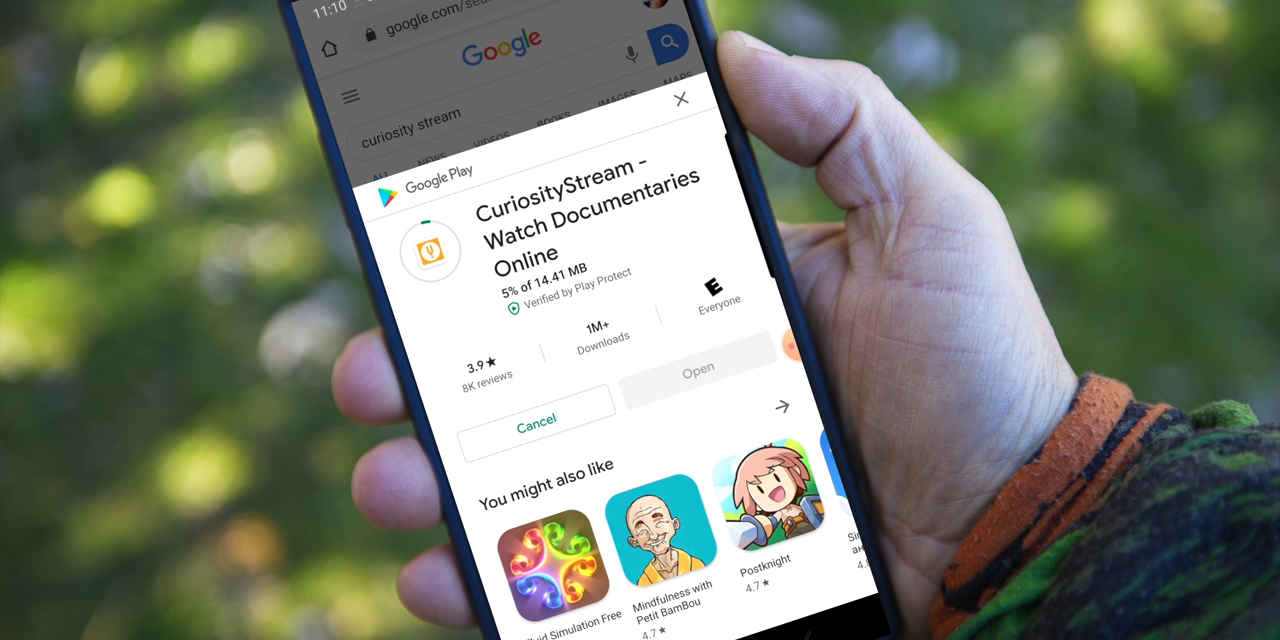 11:10
google.com/sea
Google
curiosity stream
ALL NEWS VIDEOS BOOKS IMAGES MAPS
Google Play
CuriosityStream -
Watch Documentaries
Online
5% of 14.41 MB
Verified by Play Protect
3.9★
8K reviews
1M+
Downloads
E
Everyone
Cancel
Open
You might also like
uid Simulation Free
Mindfulness with
Petit BamBou
4.7★
Postknight
4.7★
4.